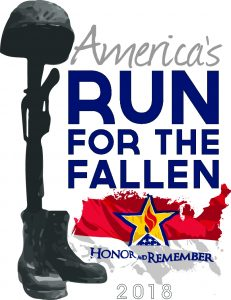 America's
RUN
FOR THE
FALLEN
HONOR AND REMEMBER
2018